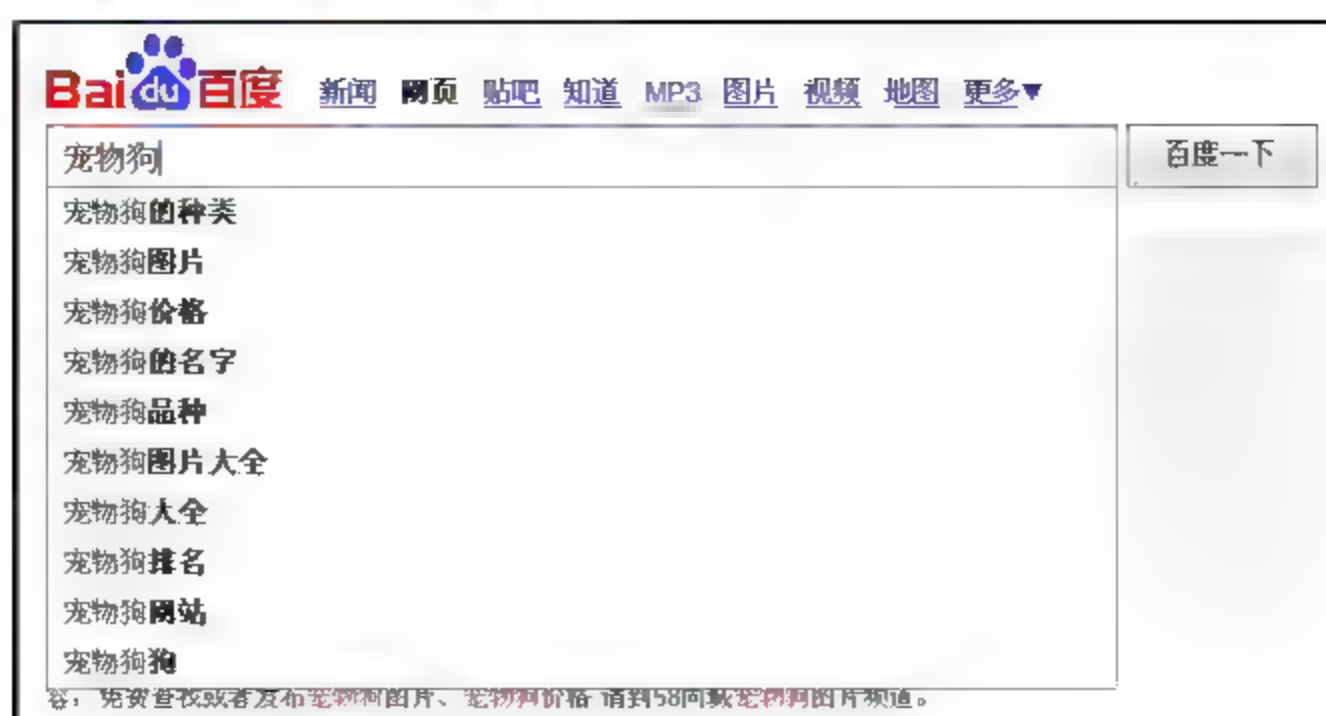 Bai du 百度 新闻 网页 贴吧 知道 MP3 图片 视频 地图 更多▼
宠物狗 百度一下
宠物狗的种类
宠物狗图片
宠物狗价格
宠物狗的名字
宠物狗品种
宠物狗图片大全
宠物狗大全
宠物狗排名
宠物狗网站
宠物狗狗
容，免费查找或者发布宠物狗图片、宠物狗价格 请到58同城宠物狗图片频道。